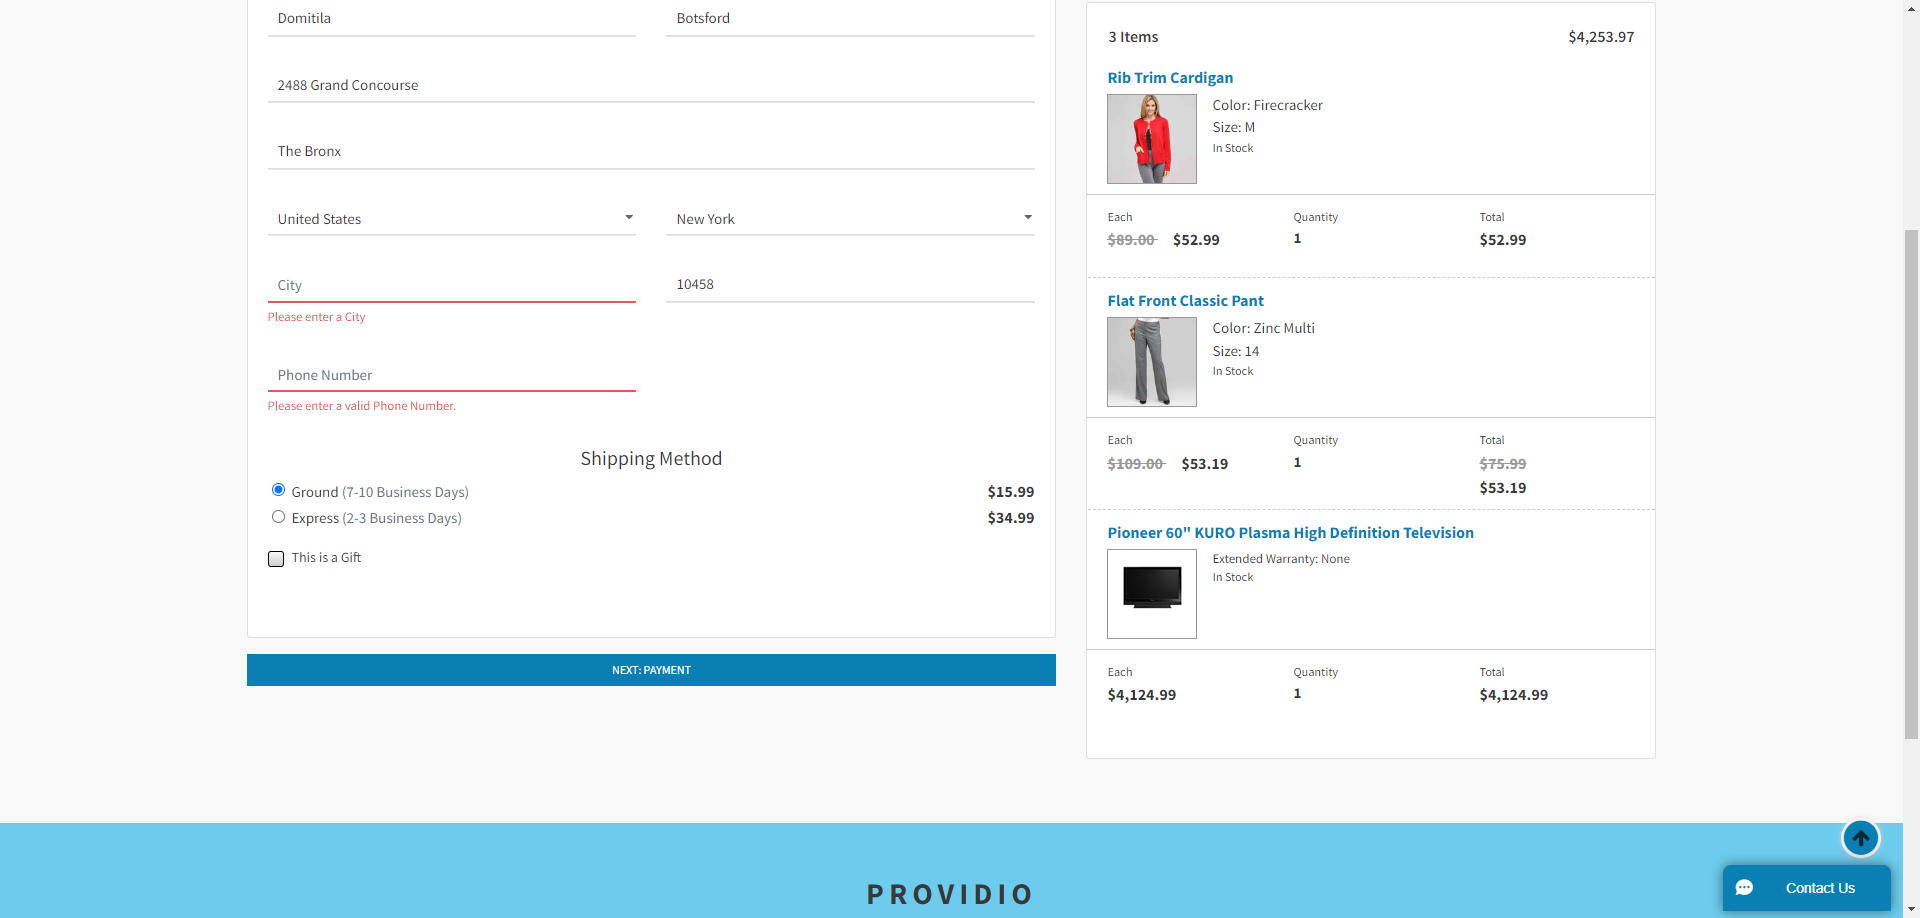 Domitila
Botsford
2488 Grand Concourse
The Bronx
United States
New York
City
10458
Please enter a City
Phone Number
Please enter a valid Phone Number.
Shipping Method
Ground (7-10 Business Days)
$15.99
Express (2-3 Business Days)
$34.99
This is a Gift
NEXT: PAYMENT
3 Items
$4,253.97
Rib Trim Cardigan
Color: Firecracker
Size: M
In Stock
Each
Quantity
Total
$89.00 $52.99
1
$52.99
Flat Front Classic Pant
Color: Zinc Multi
Size: 14
In Stock
Each
Quantity
Total
$109.00 $53.19
1
$75.99
$53.19
Pioneer 60" KURO Plasma High Definition Television
Extended Warranty: None
In Stock
Each
Quantity
Total
$4,124.99
1
$4,124.99
PROVIDIO
Contact Us